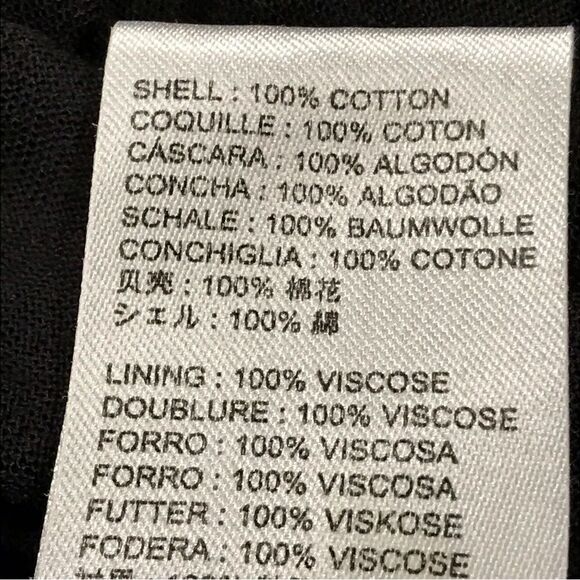 SHELL : 100% COTTON
COQUILLE : 100% COTON
CÁSCARA : 100% ALGODÓN
CONCHA : 100% ALGODÃO
SCHALE : 100% BAUMWOLLE
CONCHIGLIA : 100% COTONE
贝壳 : 100% 棉花
シェル : 100% 綿
LINING : 100% VISCOSE
DOUBLURE : 100% VISCOSE
FORRO : 100% VISCOSA
FORRO : 100% VISCOSA
FUTTER : 100% VISKOSE
FODERA : 100% VISCOSE